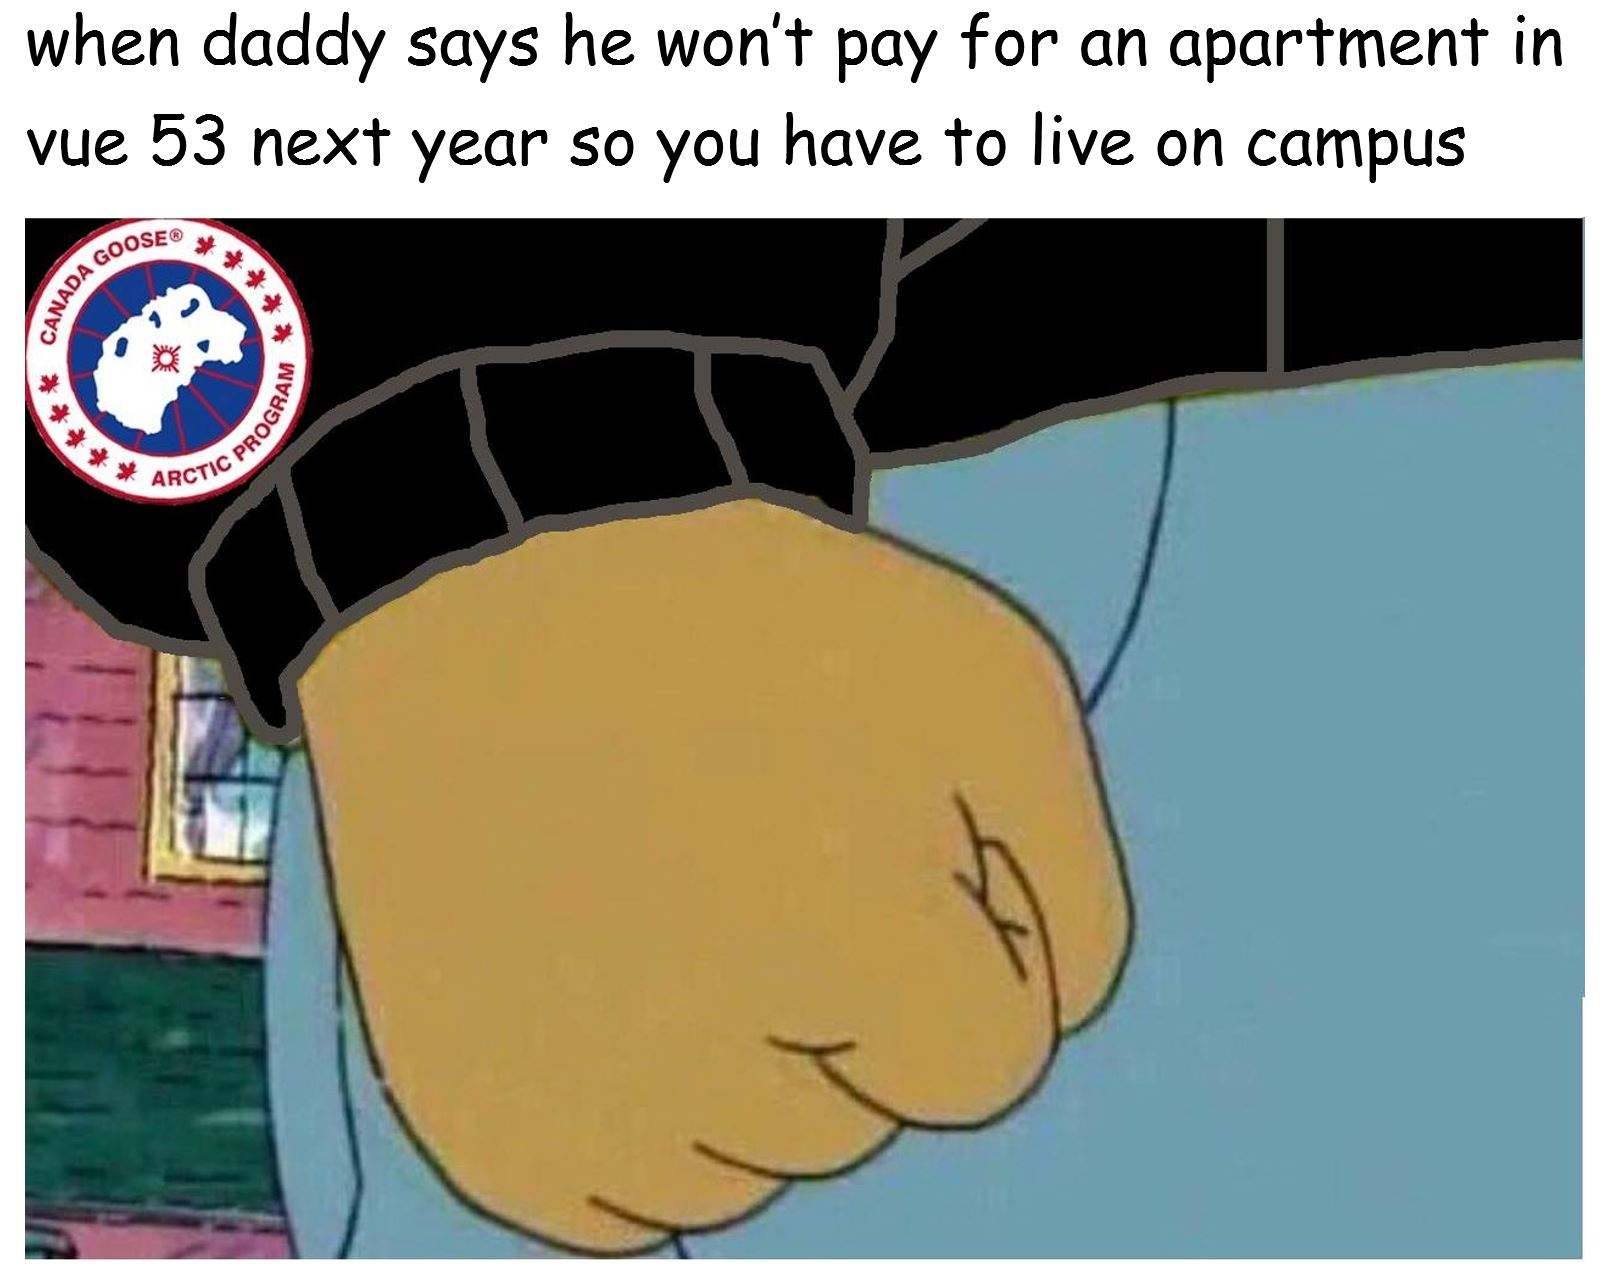 when daddy says he won't pay for an apartment in
vue 53 next year so you have to live on campus
CANADA GOOSE®
ARCTIC PROGRAM